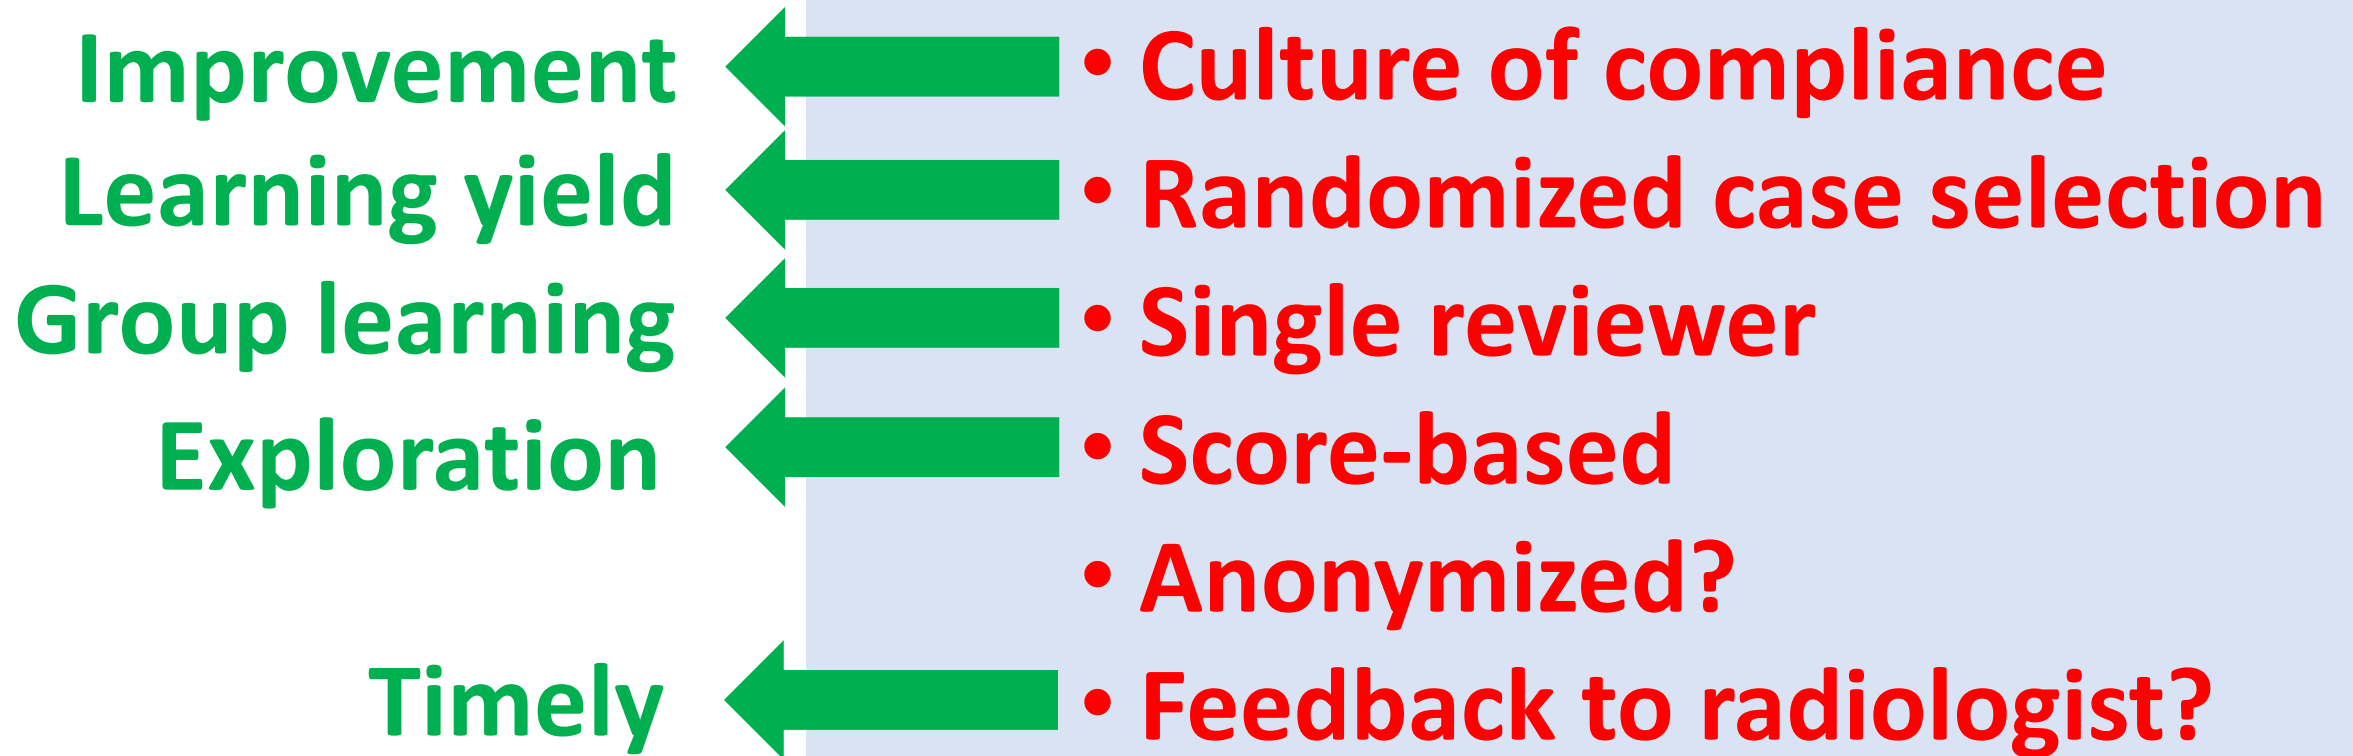 Improvement • Culture of compliance
Learning yield • Randomized case selection
Group learning • Single reviewer
Exploration • Score-based
• Anonymized?
Timely • Feedback to radiologist?